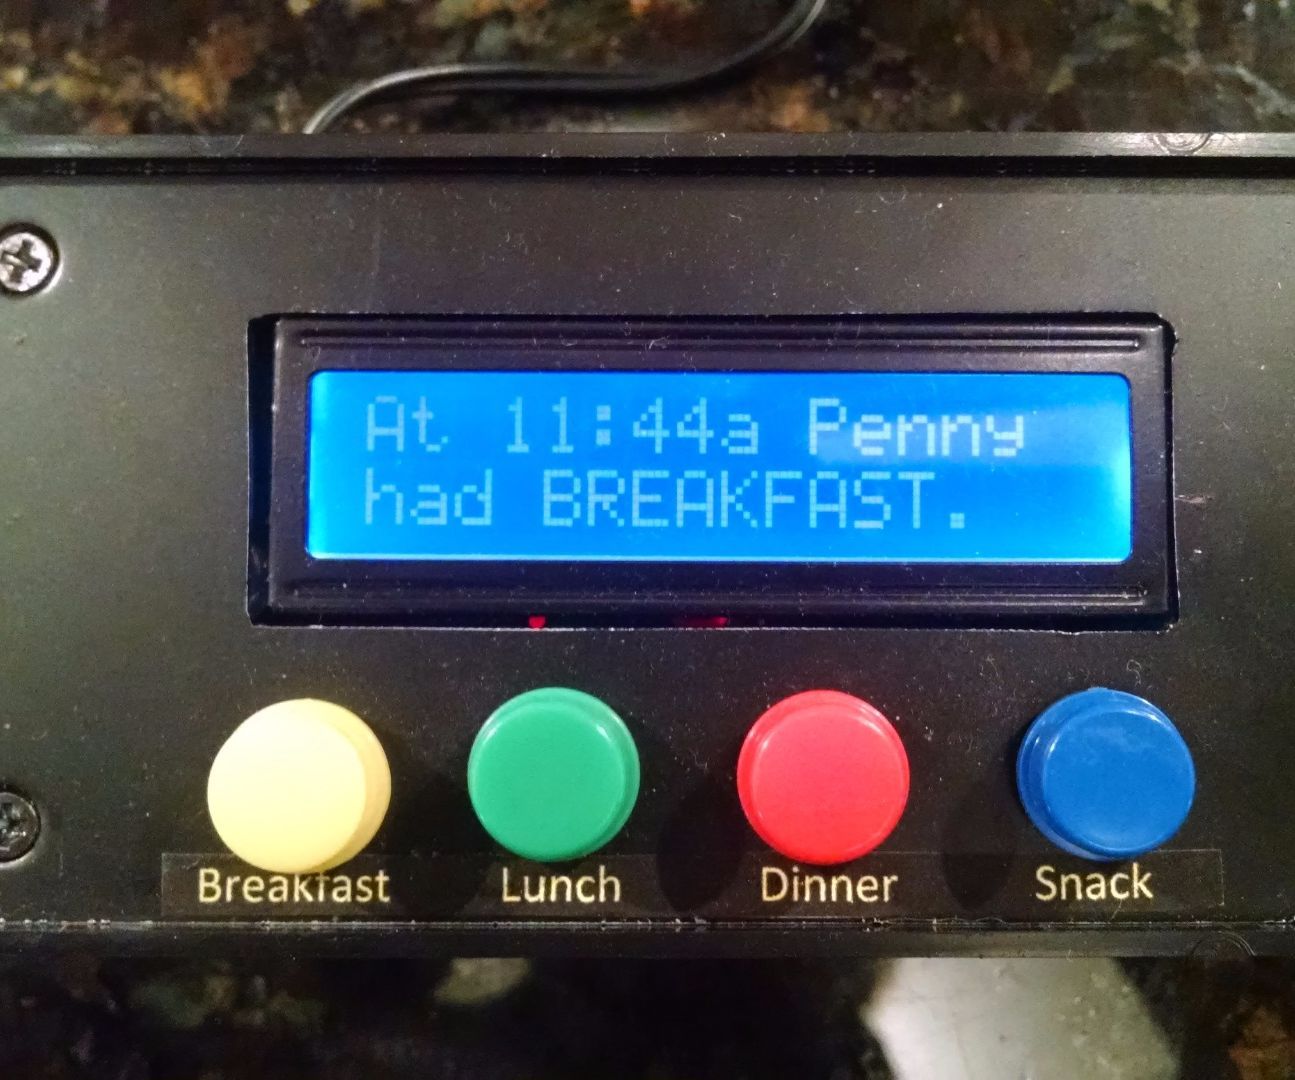 At 11:44a Penny
had BREAKFAST.
Breakfast
Lunch
Dinner
Snack